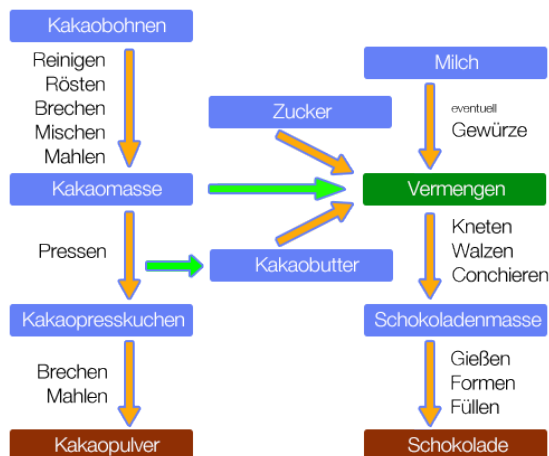 Kakaobohnen
Reinigen
Rösten
Brechen
Mischen
Mahlen
Kakaomasse
Pressen
Kakaopresskuchen
Brechen
Mahlen
Kakaopulver
Zucker
Kakaobutter
Milch
eventuell
Gewürze
Vermengen
Kneten
Walzen
Conchieren
Schokoladenmasse
Gießen
Formen
Füllen
Schokolade